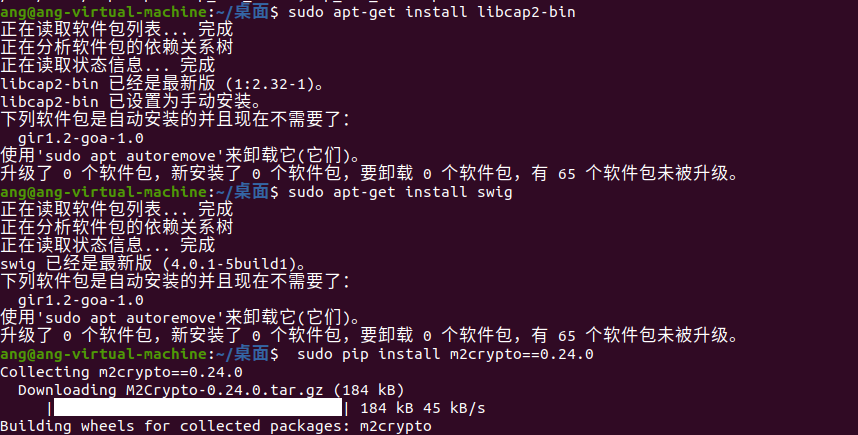 ang@ang-virtual-machine:~/桌面$ sudo apt-get install libcap2-bin
正在读取软件包列表... 完成
正在分析软件包的依赖关系树
正在读取状态信息... 完成
libcap2-bin 已经是最新版 (1:2.32-1)。
libcap2-bin 已设置为手动安装。
下列软件包是自动安装的并且现在不需要了：
  gir1.2-goa-1.0
使用'sudo apt autoremove'来卸载它(它们)。
升级了 0 个软件包，新安装了 0 个软件包，要卸载 0 个软件包，有 65 个软件包未被升级。
ang@ang-virtual-machine:~/桌面$ sudo apt-get install swig
正在读取软件包列表... 完成
正在分析软件包的依赖关系树
正在读取状态信息... 完成
swig 已经是最新版 (4.0.1-5build1)。
下列软件包是自动安装的并且现在不需要了：
  gir1.2-goa-1.0
使用'sudo apt autoremove'来卸载它(它们)。
升级了 0 个软件包，新安装了 0 个软件包，要卸载 0 个软件包，有 65 个软件包未被升级。
ang@ang-virtual-machine:~/桌面$  sudo pip install m2crypto==0.24.0
Collecting m2crypto==0.24.0
  Downloading M2Crypto-0.24.0.tar.gz (184 kB)
     |████████████████████████████████| 184 kB 45 kB/s
Building wheels for collected packages: m2crypto